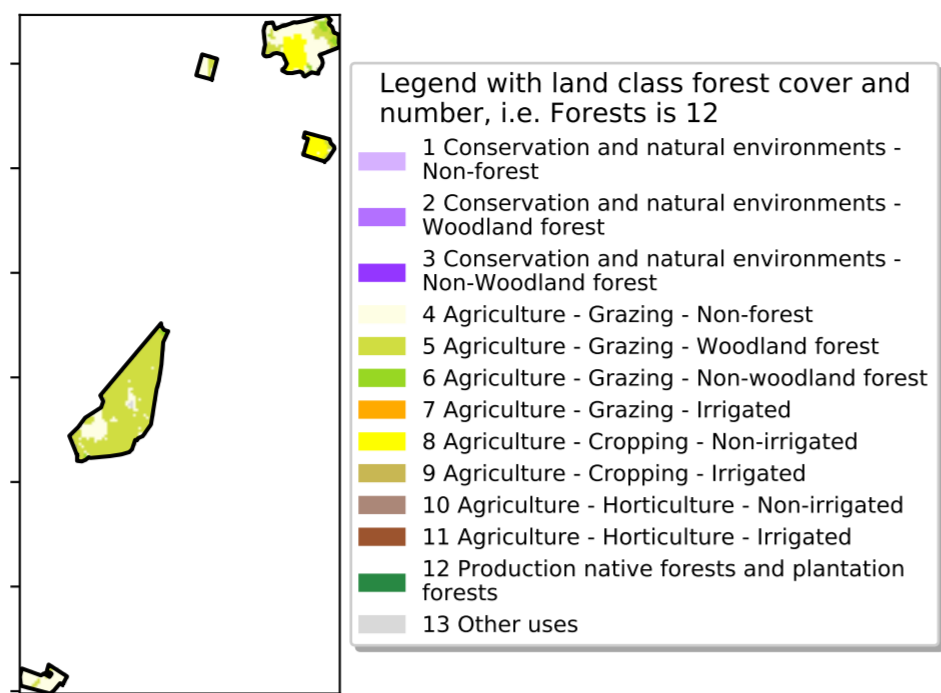 Legend with land class forest cover and
number, i.e. Forests is 12
1 Conservation and natural environments -
Non-forest
2 Conservation and natural environments -
Woodland forest
3 Conservation and natural environments -
Non-Woodland forest
4 Agriculture - Grazing - Non-forest
5 Agriculture - Grazing - Woodland forest
6 Agriculture - Grazing - Non-woodland forest
7 Agriculture - Grazing - Irrigated
8 Agriculture - Cropping - Non-irrigated
9 Agriculture - Cropping - Irrigated
10 Agriculture - Horticulture - Non-irrigated
11 Agriculture - Horticulture - Irrigated
12 Production native forests and plantation
forests
13 Other uses